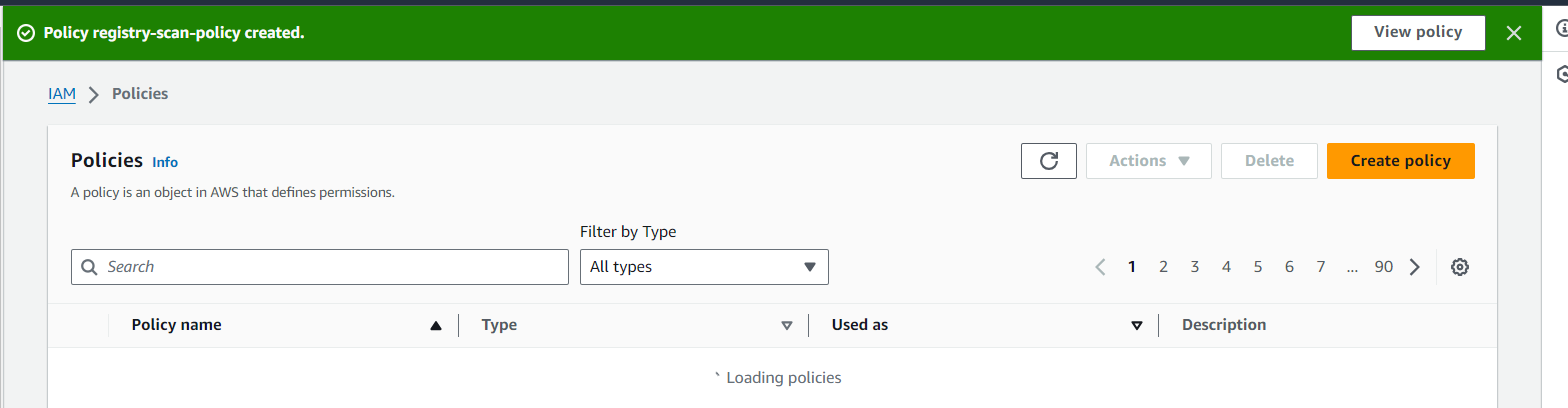 Policy registry-scan-policy created.
View policy
IAM
Policies
Policies Info
Actions
Delete
Create policy
A policy is an object in AWS that defines permissions.
Filter by Type
Search
All types
1 2 3 4 5 6 7 ... 90
Policy name
Type
Used as
Description
Loading policies